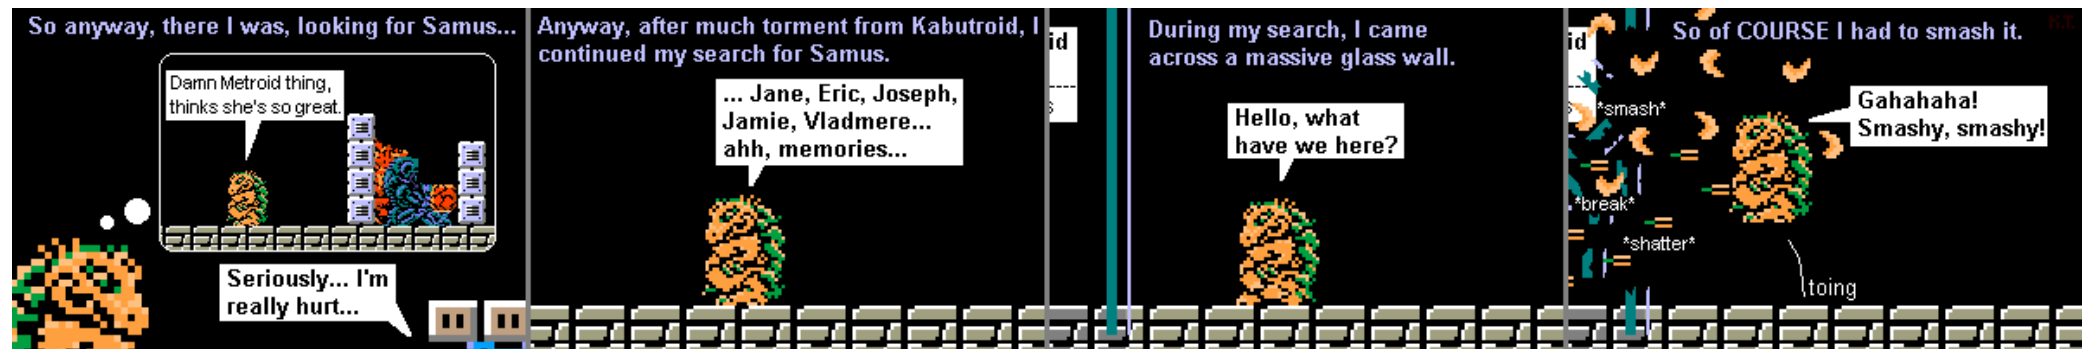 So anyway, there I was, looking for Samus...
Damn Metroid thing,
thinks she's so great.
Seriously... I'm
really hurt...
Anyway, after much torment from Kabutroid, I
continued my search for Samus.
... Jane, Eric, Joseph,
Jamie, Vladmere...
ahh, memories...
id
s
During my search, I came
across a massive glass wall.
Hello, what
have we here?
id
So of COURSE I had to smash it.
*smash*
Gahahaha!
Smashy, smashy!
*break*
*shatter*
toing